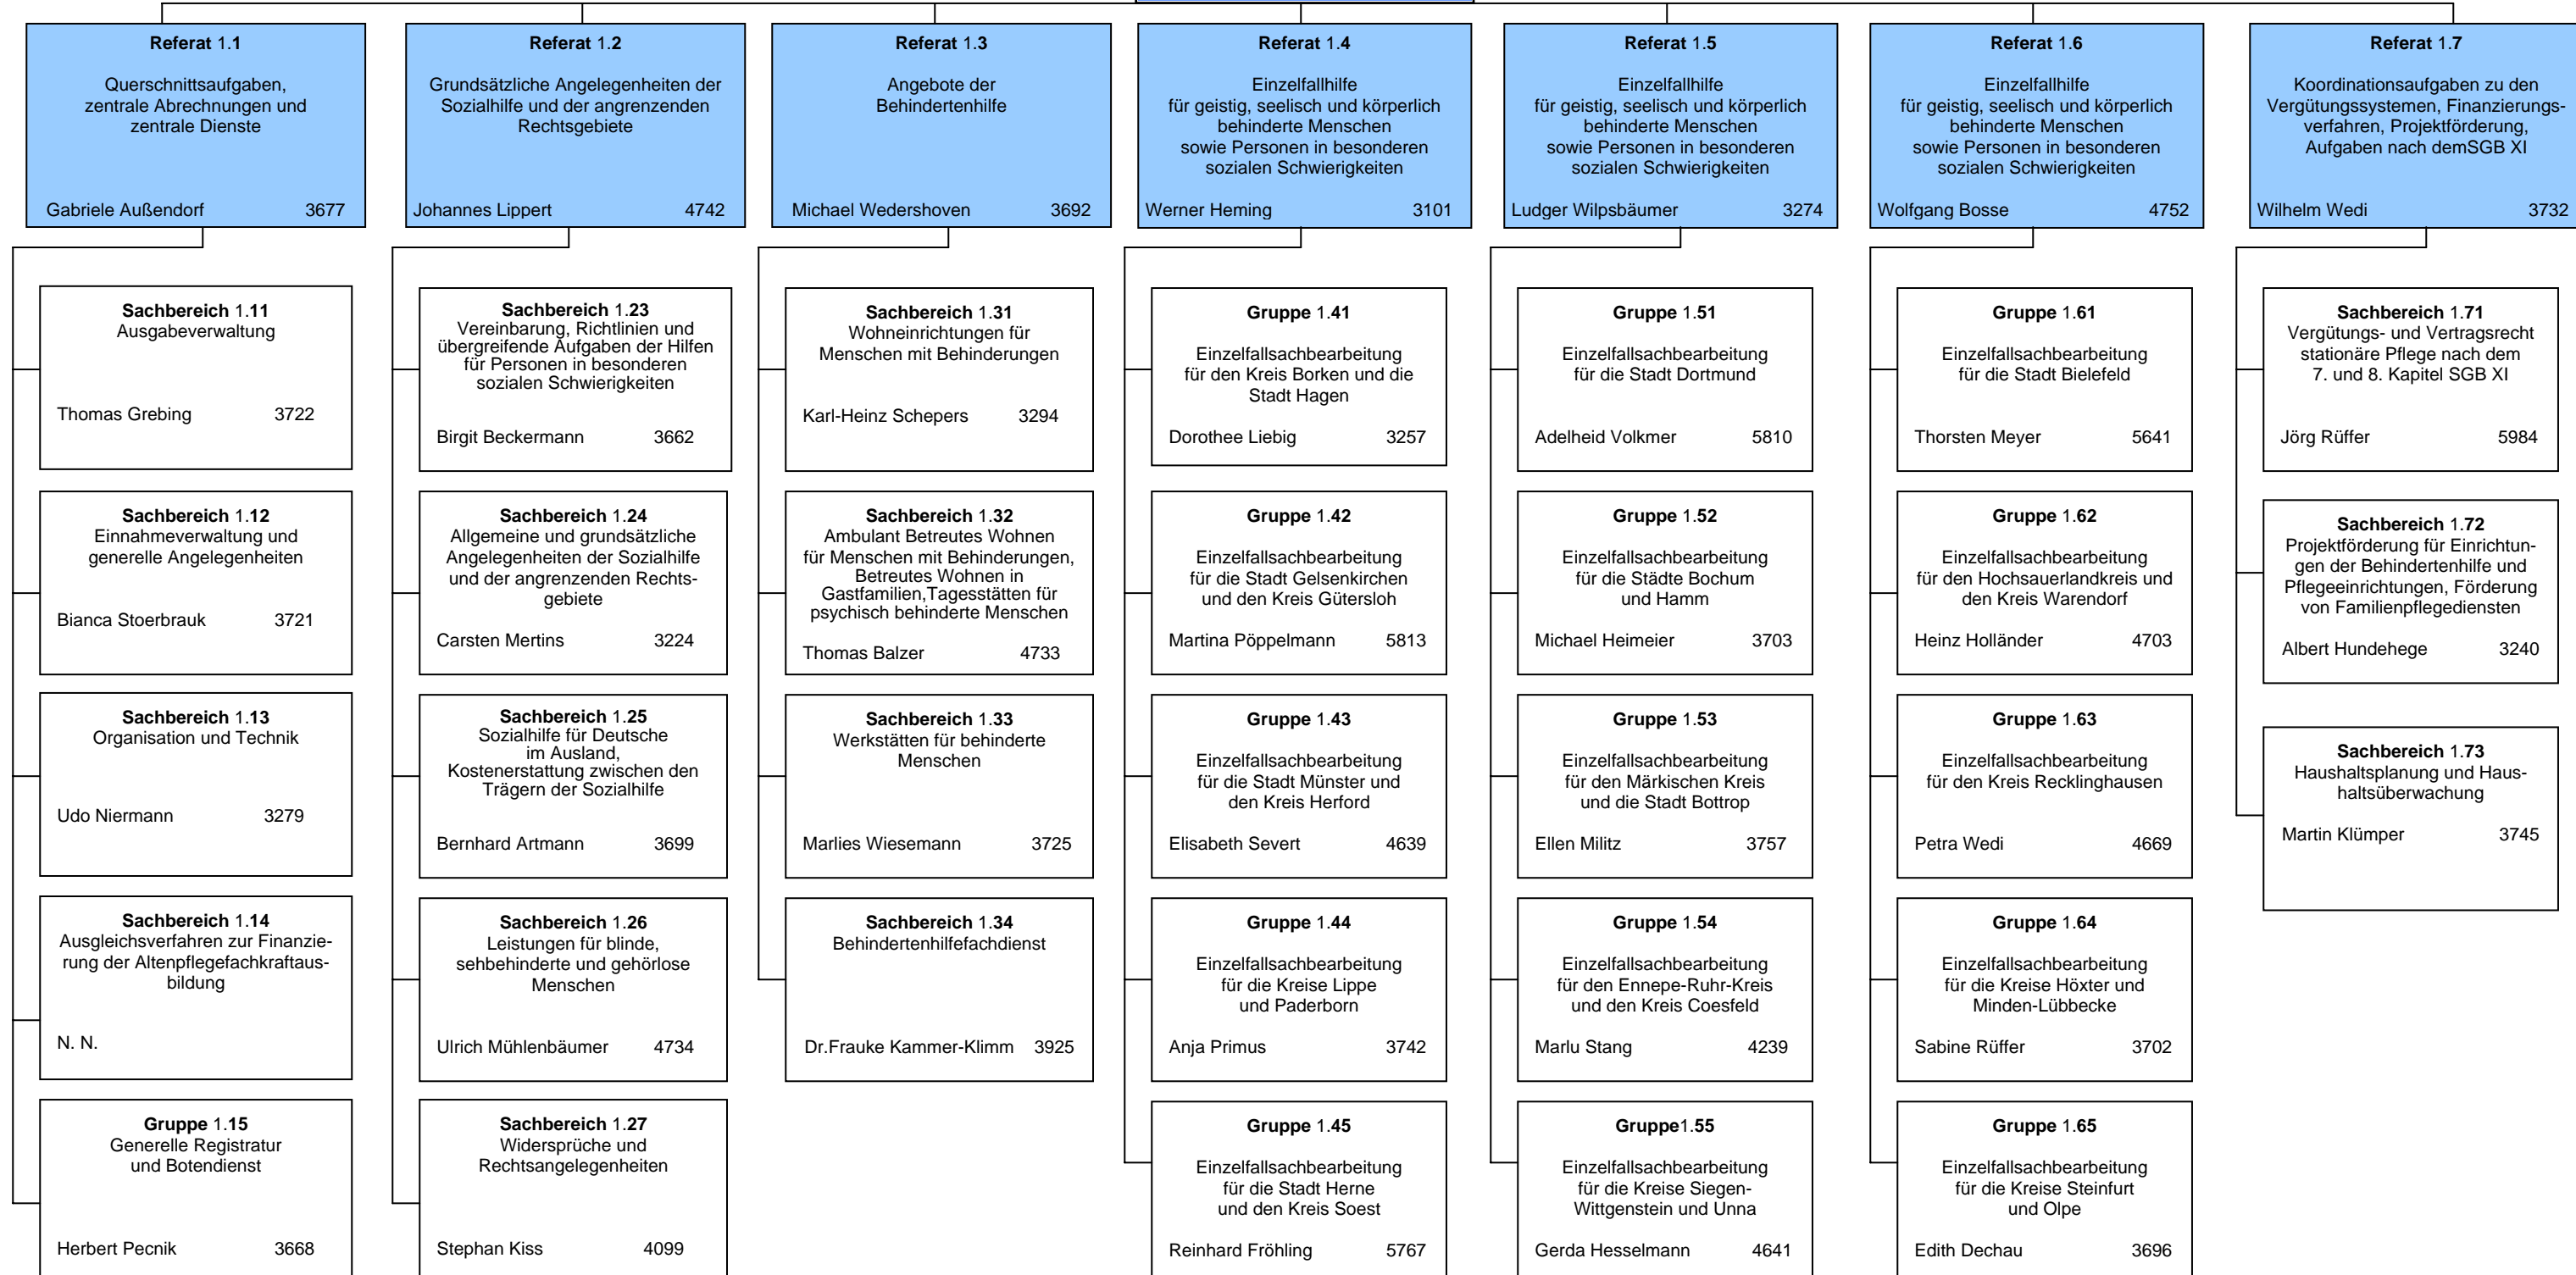 Referat 1.1
Querschnittsaufgaben,
zentrale Abrechnungen und
zentrale Dienste
Gabriele Außendorf 3677
Sachbereich 1.11
Ausgabeverwaltung
Thomas Grebing 3722
Sachbereich 1.12
Einnahmeverwaltung und
generelle Angelegenheiten
Bianca Stoerbrauk 3721
Sachbereich 1.13
Organisation und Technik
Udo Niermann 3279
Sachbereich 1.14
Ausgleichsverfahren zur Finanzie-
rung der Altenpflegefachkraftaus-
bildung
N. N.
Gruppe 1.15
Generelle Registratur
und Botendienst
Herbert Pecnik 3668
Referat 1.2
Grundsätzliche Angelegenheiten der
Sozialhilfe und der angrenzenden
Rechtsgebiete
Johannes Lippert 4742
Sachbereich 1.23
Vereinbarung, Richtlinien und
übergreifende Aufgaben der Hilfen
für Personen in besonderen
sozialen Schwierigkeiten
Birgit Beckermann 3662
Sachbereich 1.24
Allgemeine und grundsätzliche
Angelegenheiten der Sozialhilfe
und der angrenzenden Rechts-
gebiete
Carsten Mertins 3224
Sachbereich 1.25
Sozialhilfe für Deutsche
im Ausland,
Kostenerstattung zwischen den
Trägern der Sozialhilfe
Bernhard Artmann 3699
Sachbereich 1.26
Leistungen für blinde,
sehbehinderte und gehörlose
Menschen
Ulrich Mühlenbäumer 4734
Sachbereich 1.27
Widersprüche und
Rechtsangelegenheiten
Stephan Kiss 4099
Referat 1.3
Angebote der
Behindertenhilfe
Michael Wedershoven 3692
Sachbereich 1.31
Wohneinrichtungen für
Menschen mit Behinderungen
Karl-Heinz Schepers 3294
Sachbereich 1.32
Ambulant Betreutes Wohnen
für Menschen mit Behinderungen,
Betreutes Wohnen in
Gastfamilien,Tagesstätten für
psychisch behinderte Menschen
Thomas Balzer 4733
Sachbereich 1.33
Werkstätten für behinderte
Menschen
Marlies Wiesemann 3725
Sachbereich 1.34
Behindertenhilfefachdienst
Dr.Frauke Kammer-Klimm 3925
Referat 1.4
Einzelfallhilfe
für geistig, seelisch und körperlich
behinderte Menschen
sowie Personen in besonderen
sozialen Schwierigkeiten
Werner Heming 3101
Gruppe 1.41
Einzelfallsachbearbeitung
für den Kreis Borken und die
Stadt Hagen
Dorothee Liebig 3257
Gruppe 1.42
Einzelfallsachbearbeitung
für die Stadt Gelsenkirchen
und den Kreis Gütersloh
Martina Pöppelmann 5813
Gruppe 1.43
Einzelfallsachbearbeitung
für die Stadt Münster und
den Kreis Herford
Elisabeth Severt 4639
Gruppe 1.44
Einzelfallsachbearbeitung
für die Kreise Lippe
und Paderborn
Anja Primus 3742
Gruppe 1.45
Einzelfallsachbearbeitung
für die Stadt Herne
und den Kreis Soest
Reinhard Fröhling 5767
Referat 1.5
Einzelfallhilfe
für geistig, seelisch und körperlich
behinderte Menschen
sowie Personen in besonderen
sozialen Schwierigkeiten
Ludger Wilpsbäumer 3274
Gruppe 1.51
Einzelfallsachbearbeitung
für die Stadt Dortmund
Adelheid Volkmer 5810
Gruppe 1.52
Einzelfallsachbearbeitung
für die Städte Bochum
und Hamm
Michael Heimeier 3703
Gruppe 1.53
Einzelfallsachbearbeitung
für den Märkischen Kreis
und die Stadt Bottrop
Ellen Militz 3757
Gruppe 1.54
Einzelfallsachbearbeitung
für den Ennepe-Ruhr-Kreis
und den Kreis Coesfeld
Marlu Stang 4239
Gruppe1.55
Einzelfallsachbearbeitung
für die Kreise Siegen-
Wittgenstein und Unna
Gerda Hesselmann 4641
Referat 1.6
Einzelfallhilfe
für geistig, seelisch und körperlich
behinderte Menschen
sowie Personen in besonderen
sozialen Schwierigkeiten
Wolfgang Bosse 4752
Gruppe 1.61
Einzelfallsachbearbeitung
für die Stadt Bielefeld
Thorsten Meyer 5641
Gruppe 1.62
Einzelfallsachbearbeitung
für den Hochsauerlandkreis und
den Kreis Warendorf
Heinz Holländer 4703
Gruppe 1.63
Einzelfallsachbearbeitung
für den Kreis Recklinghausen
Petra Wedi 4669
Gruppe 1.64
Einzelfallsachbearbeitung
für die Kreise Höxter und
Minden-Lübbecke
Sabine Rüffer 3702
Gruppe 1.65
Einzelfallsachbearbeitung
für die Kreise Steinfurt
und Olpe
Edith Dechau 3696
Referat 1.7
Koordinationsaufgaben zu den
Vergütungssystemen, Finanzierungs-
verfahren, Projektförderung,
Aufgaben nach demSGB XI
Wilhelm Wedi 3732
Sachbereich 1.71
Vergütungs- und Vertragsrecht
stationäre Pflege nach dem
7. und 8. Kapitel SGB XI
Jörg Rüffer 5984
Sachbereich 1.72
Projektförderung für Einrichtun-
gen der Behindertenhilfe und
Pflegeeinrichtungen, Förderung
von Familienpflegediensten
Albert Hundehege 3240
Sachbereich 1.73
Haushaltsplanung und Haus-
haltsüberwachung
Martin Klümper 3745